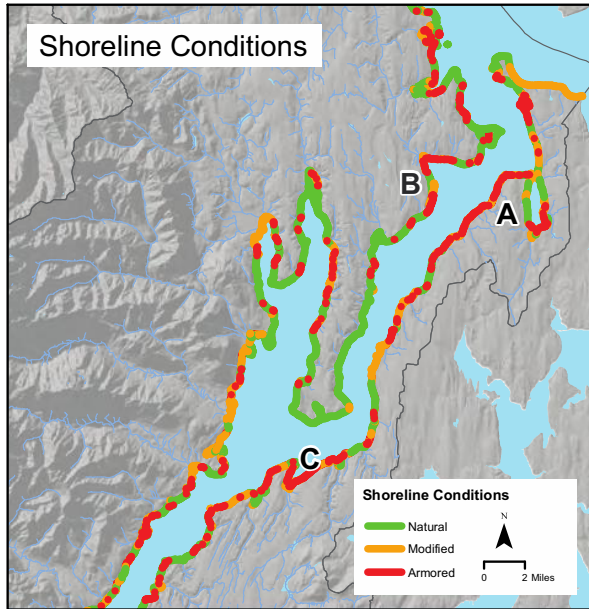 Shoreline Conditions
B
A
C
Shoreline Conditions
Natural
Modified
Armored
N
0 2 Miles